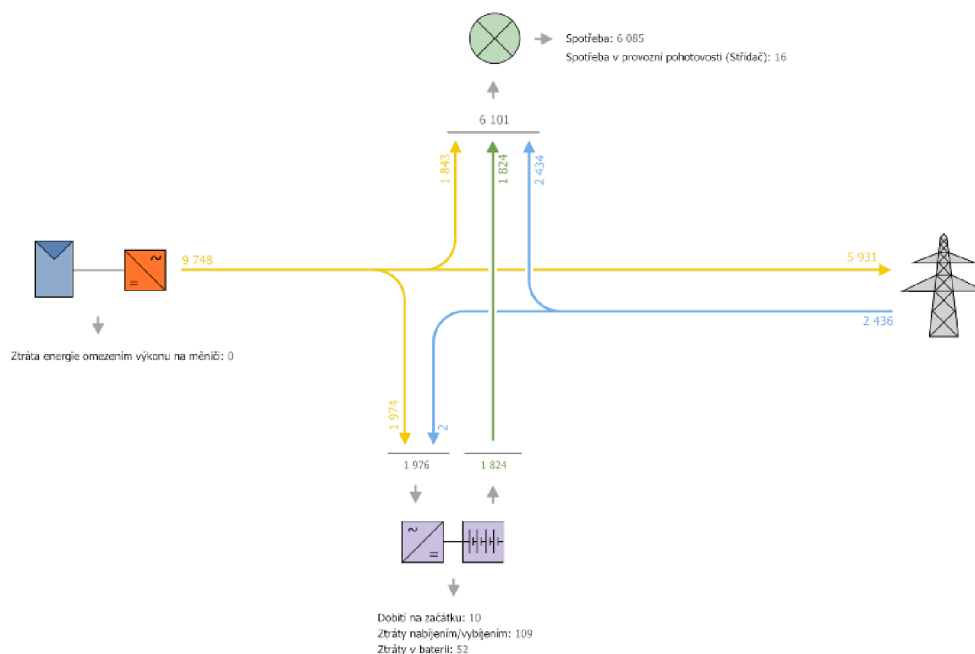 Spotřeba: 6 085
Spotřeba v provozní pohotovosti (Střídač): 16
6 101
1 843
1 824
2 434
9 748
5 931
2 436
Ztráta energie omezením výkonu na měniči: 0
1 974
2
1 976
1 824
Dobití na začátku: 10
Ztráty nabíjením/vybíjením: 109
Ztráty v baterii: 52